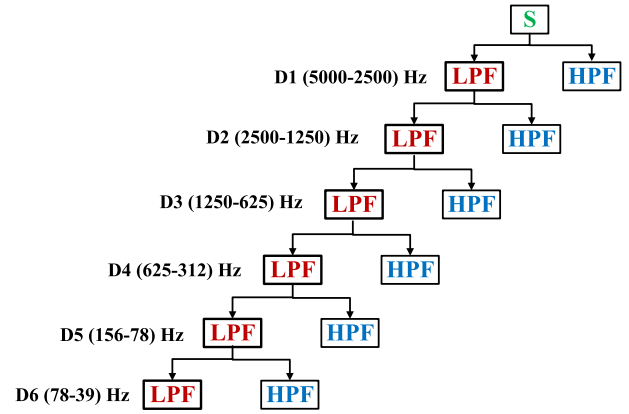 S
D1 (5000-2500) Hz LPF HPF
D2 (2500-1250) Hz LPF HPF
D3 (1250-625) Hz LPF HPF
D4 (625-312) Hz LPF HPF
D5 (156-78) Hz LPF HPF
D6 (78-39) Hz LPF HPF